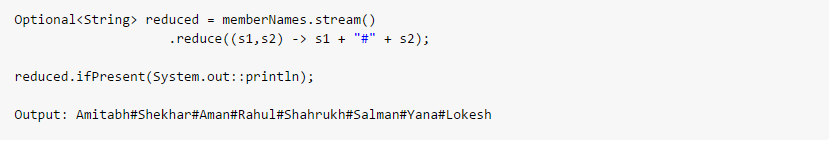 Optional<String> reduced = memberNames.stream()
.reduce((s1,s2) -> s1 + "#" + s2);
reduced.ifPresent(System.out::println);
Output: Amitabh#Shekhar#Aman#Rahul#Shahrukh#Salman#Yana#Lokesh